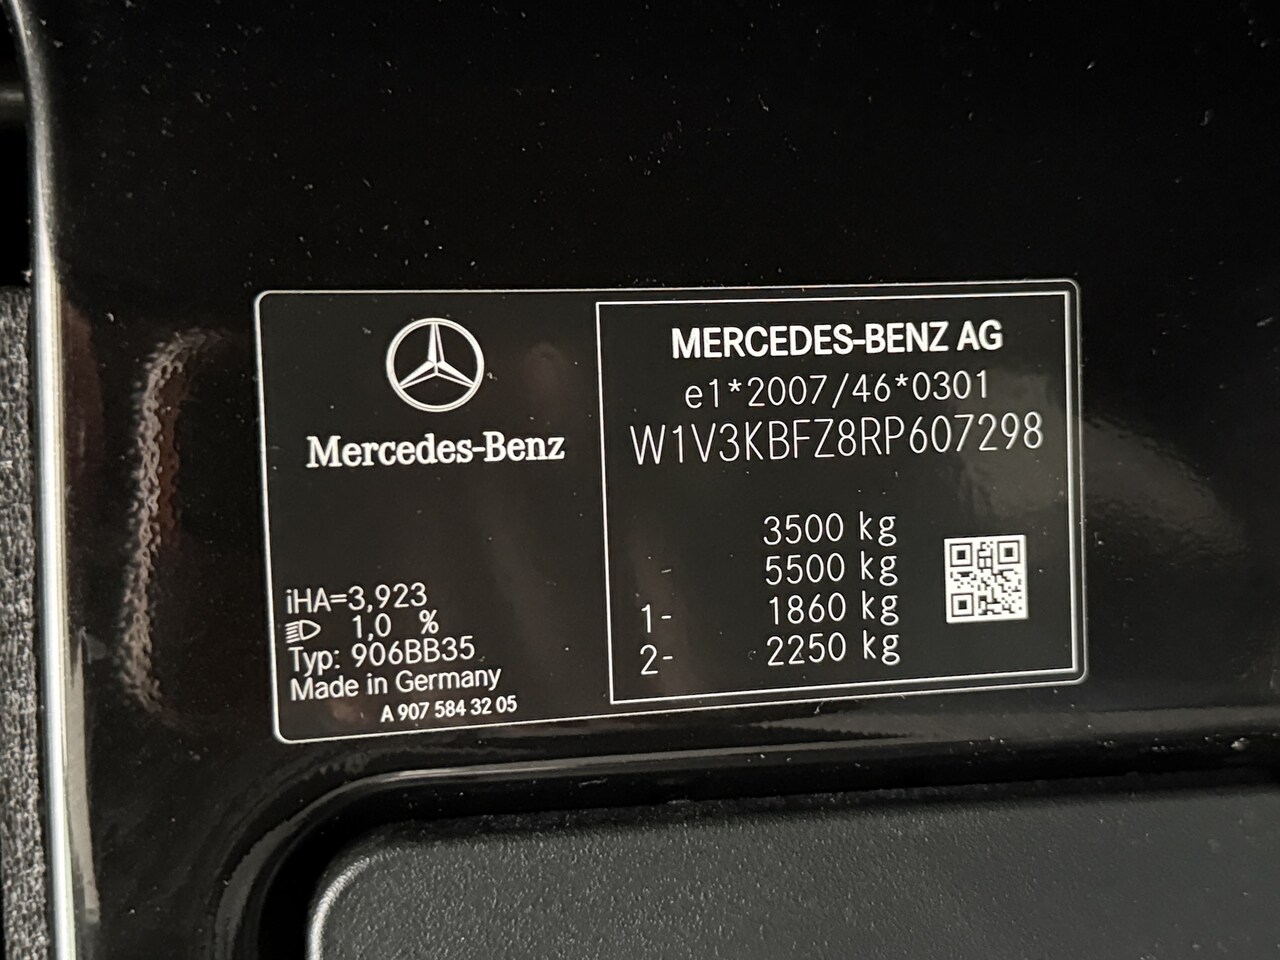 Mercedes-Benz
iHA=3,923
1,0 %
Typ: 906BB35
Made in Germany
A 907 584 32 05
MERCEDES-BENZ AG
e1*2007/46*0301
W1V3KBFZ8RP607298
3500 kg
- 5500 kg
1- 1860 kg
2- 2250 kg